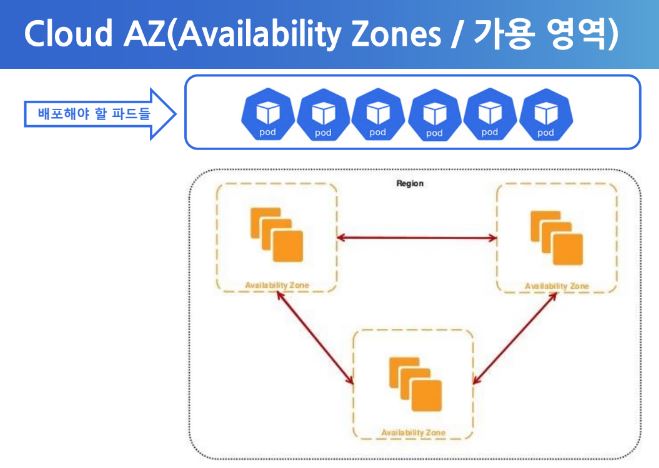 Cloud AZ(Availability Zones / 가용 영역)
배포해야 할 파드들
pod pod pod pod pod pod
Region
Availability Zone
Availability Zone
Availability Zone